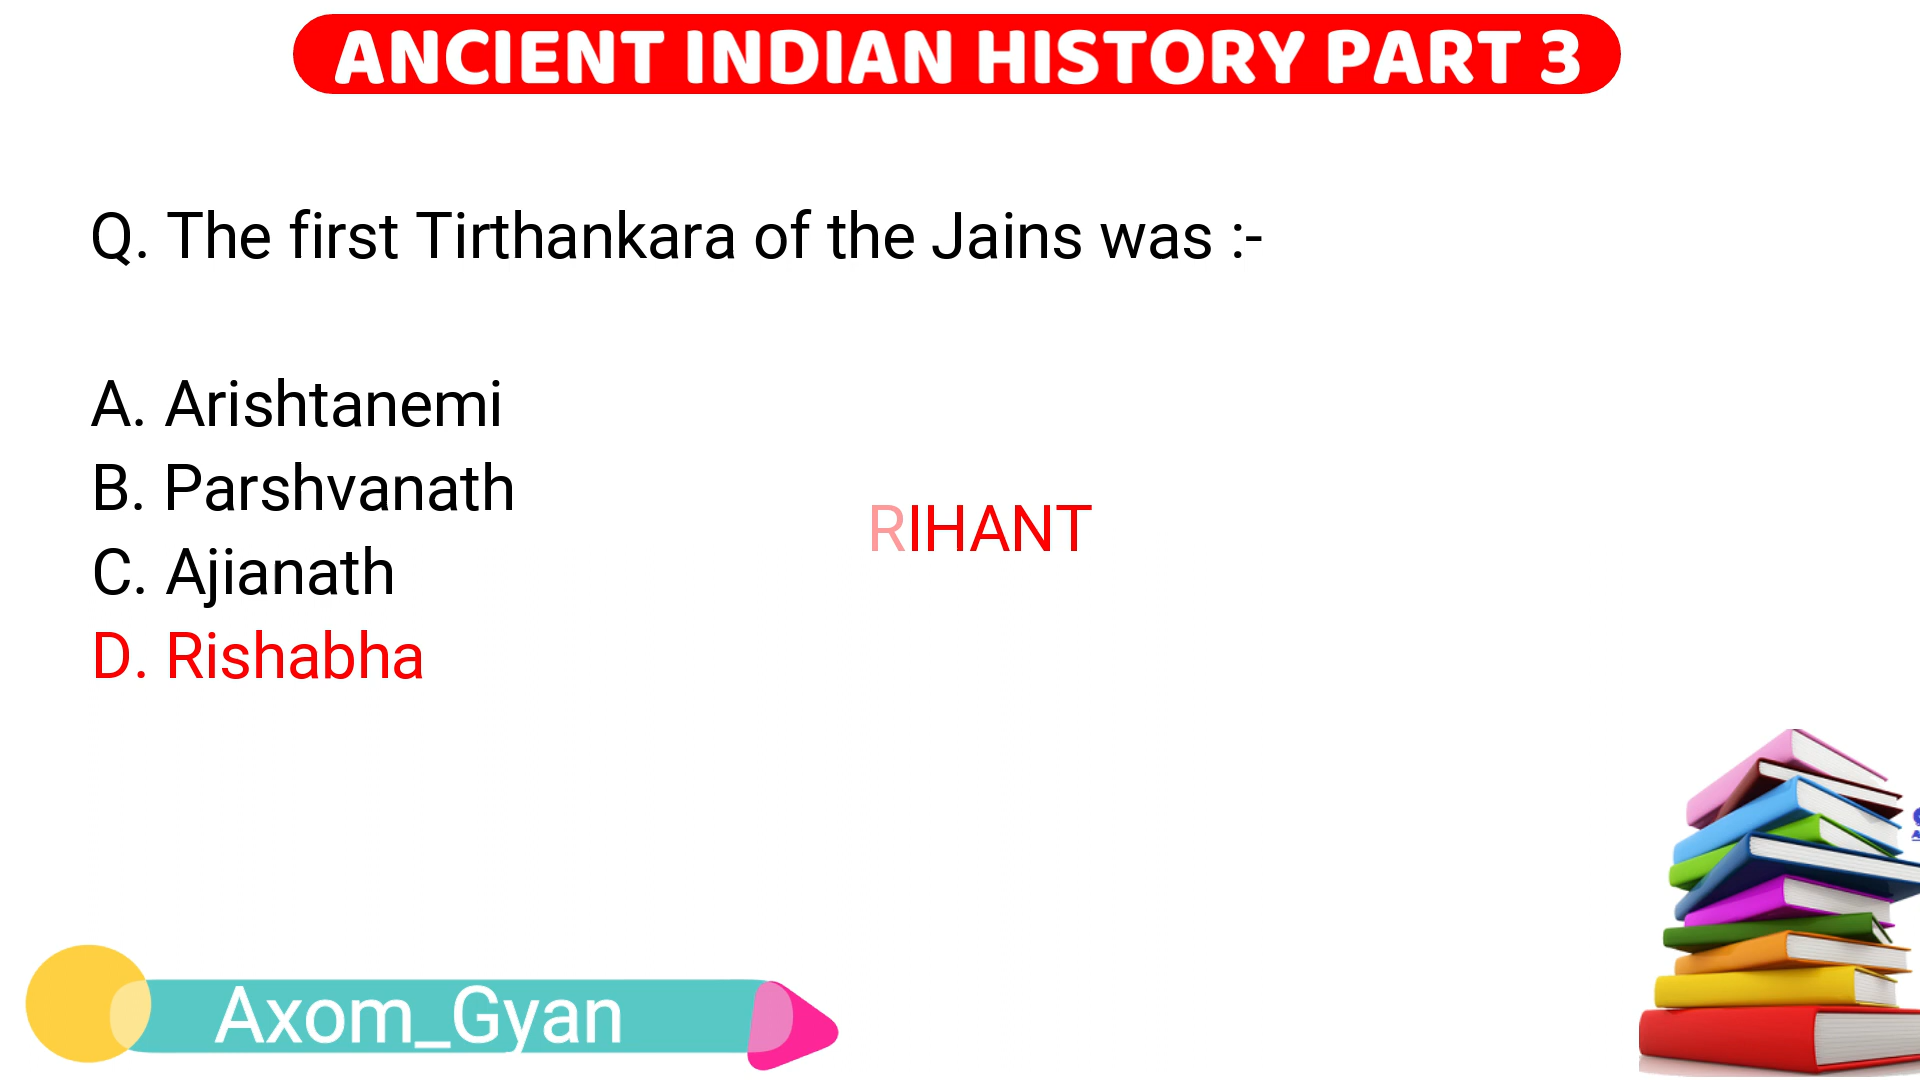 ANCIENT INDIAN HISTORY PART 3
Q. The first Tirthankara of the Jains was :-
A. Arishtanemi
B. Parshvanath
C. Ajianath
D. Rishabha
RIHANT
Axom_Gyan